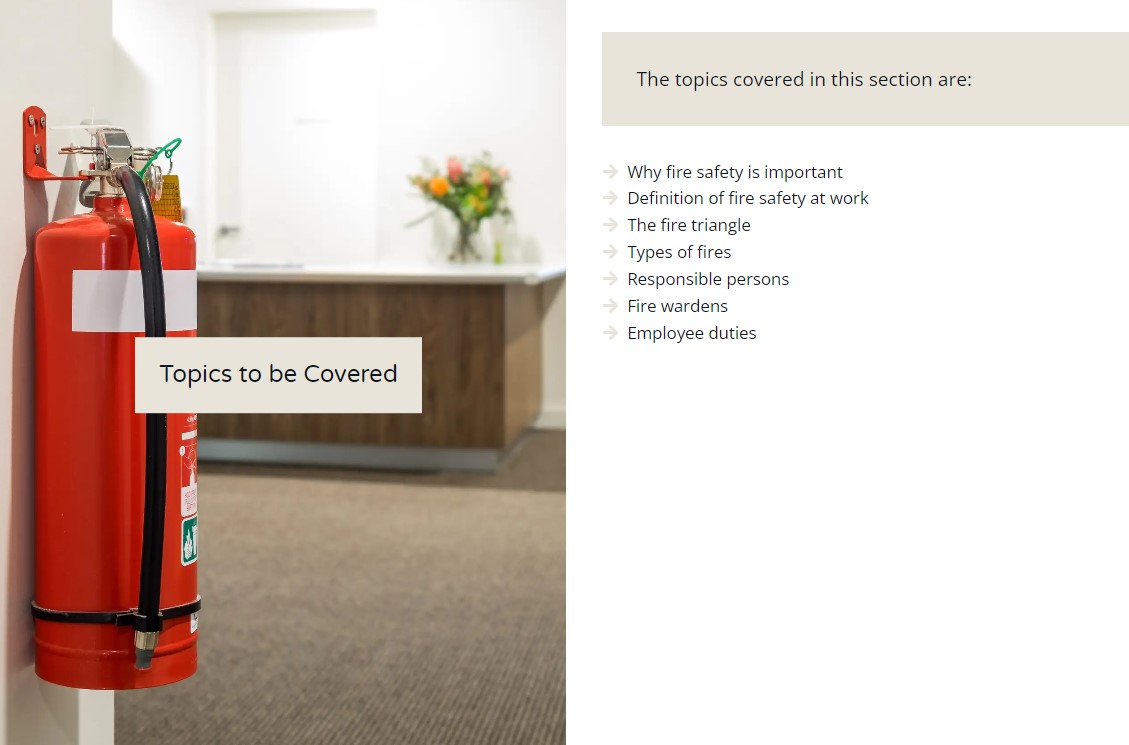 Topics to be Covered
The topics covered in this section are:
Why fire safety is important
Definition of fire safety at work
The fire triangle
Types of fires
Responsible persons
Fire wardens
Employee duties